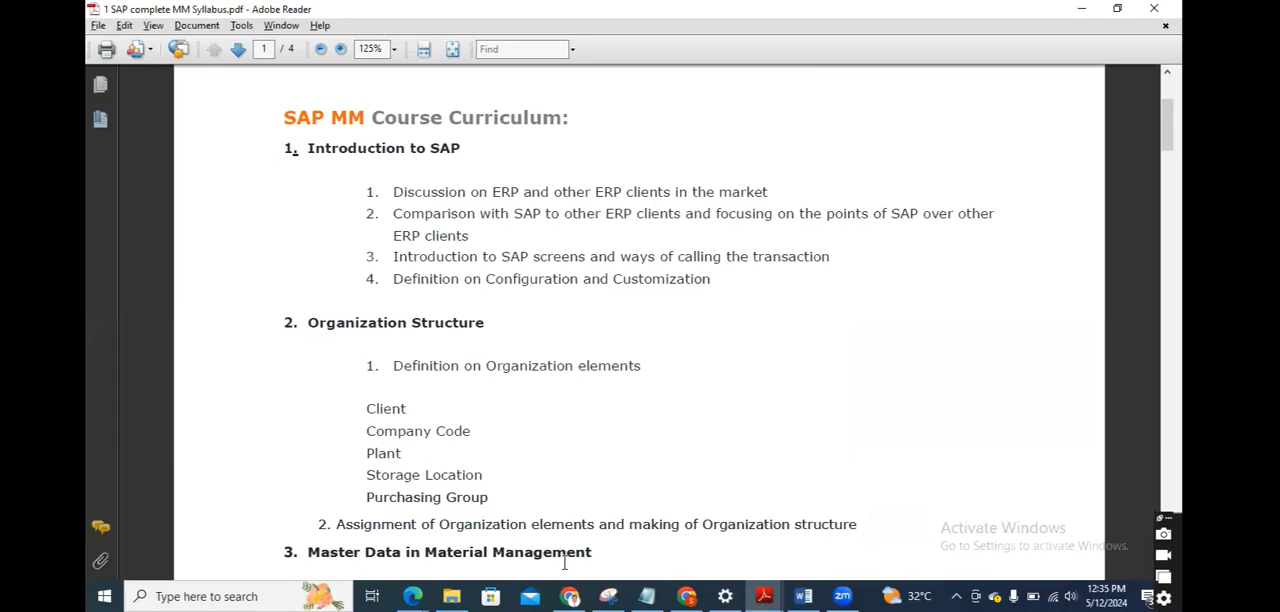 1 SAP complete MM Syllabus.pdf - Adobe Reader
File Edit View Document Tools Window Help
1 / 4 125% Find
SAP MM Course Curriculum:
1. Introduction to SAP
1. Discussion on ERP and other ERP clients in the market
2. Comparison with SAP to other ERP clients and focusing on the points of SAP over other
ERP clients
3. Introduction to SAP screens and ways of calling the transaction
4. Definition on Configuration and Customization
2. Organization Structure
1. Definition on Organization elements
Client
Company Code
Plant
Storage Location
Purchasing Group
2. Assignment of Organization elements and making of Organization structure
3. Master Data in Material Management
Activate Windows
Go to Settings to activate Windows.
Type here to search
32°C
12:35 PM
5/12/2024